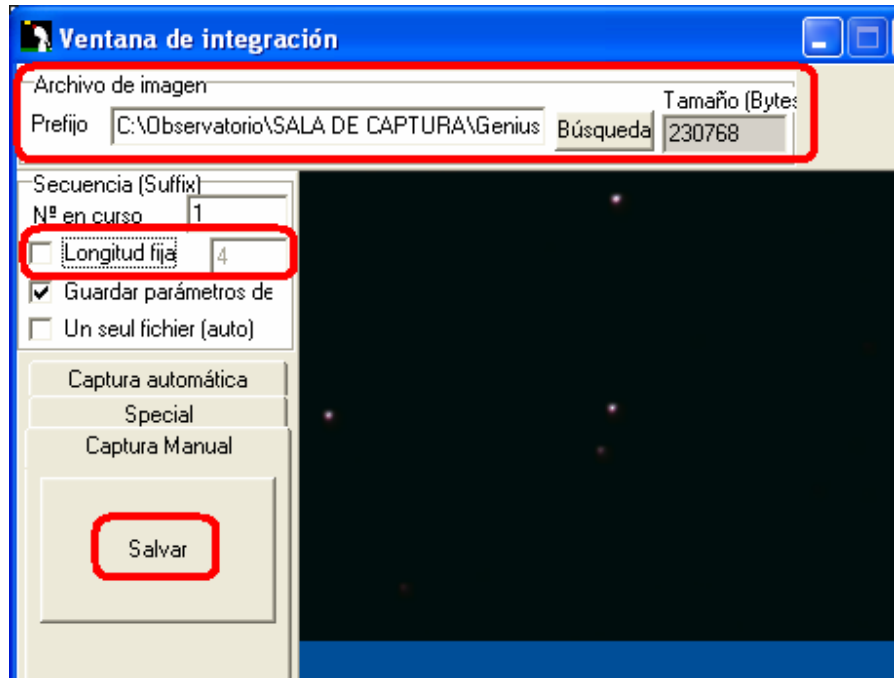 Ventana de integración
Archivo de imagen
Tamaño (Bytes
Prefijo C:\Observatorio\SALA DE CAPTURA\Genius Búsqueda 230768
Secuencia (Suffix)
Nº en curso 1
Longitud fija 4
Guardar parámetros de
Un seul fichier (auto)
Captura automática
Special
Captura Manual
Salvar